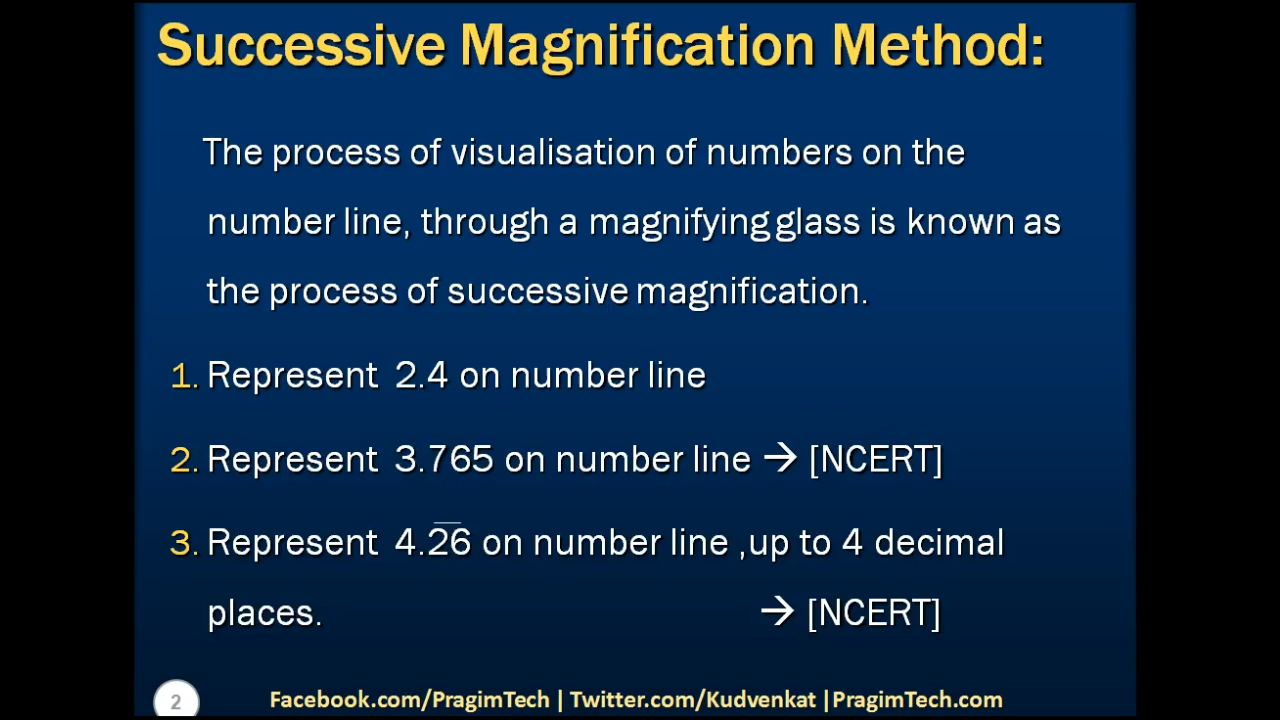 Successive Magnification Method:
The process of visualisation of numbers on the
number line, through a magnifying glass is known as
the process of successive magnification.
1. Represent 2.4 on number line
2. Represent 3.765 on number line → [NCERT]
3. Represent 4.2̅6̅ on number line ,up to 4 decimal
places. → [NCERT]
2 Facebook.com/PragimTech | Twitter.com/Kudvenkat |PragimTech.com